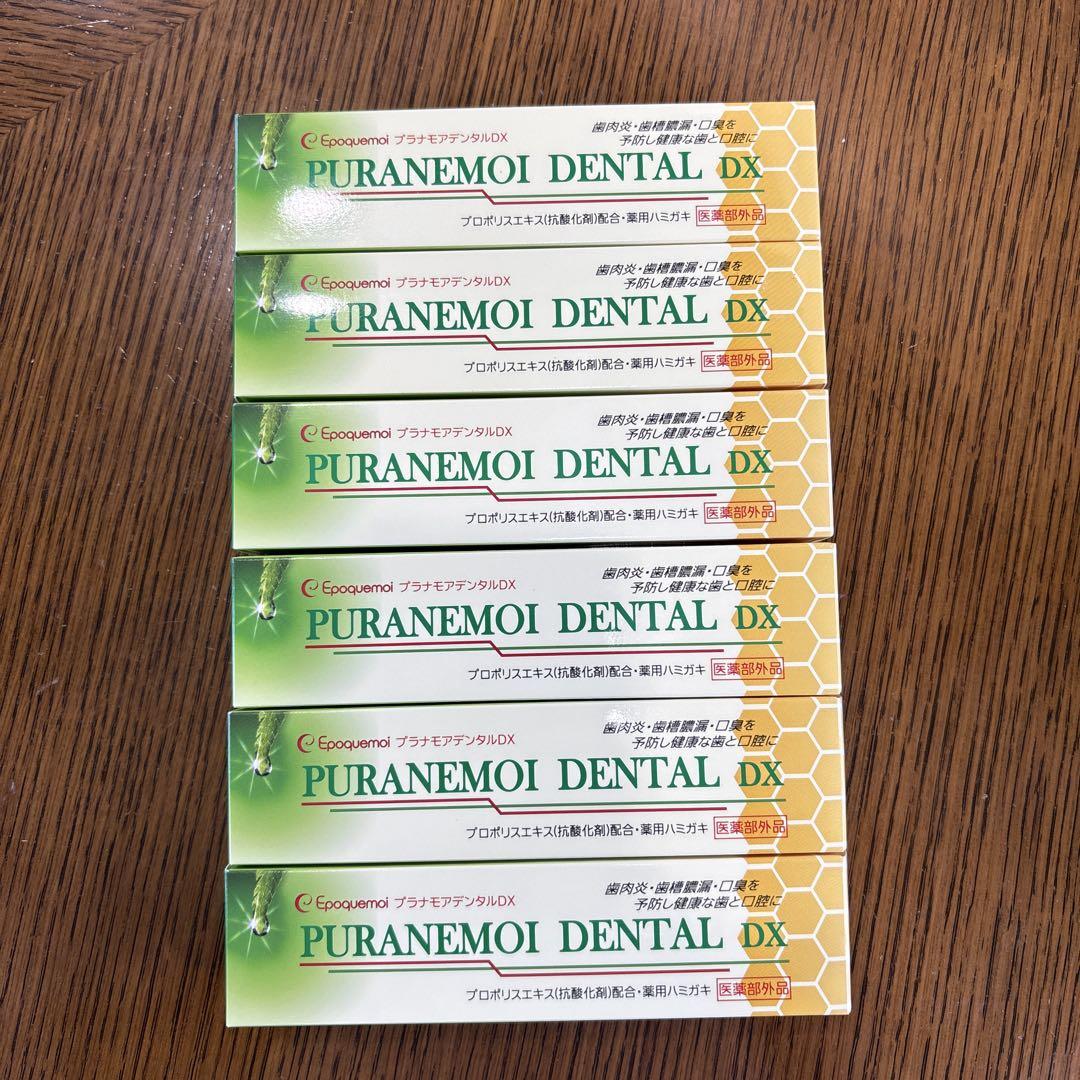 Epoquemoi プラナモアデンタルDX
歯肉炎・歯槽膿漏・口臭を
予防し健康な歯と口腔に
PURANEMOI DENTAL DX
プロポリスエキス(抗酸化剤)配合・薬用ハミガキ 医薬部外品
Epoquemoi プラナモアデンタルDX
歯肉炎・歯槽膿漏・口臭を
予防し健康な歯と口腔に
PURANEMOI DENTAL DX
プロポリスエキス(抗酸化剤)配合・薬用ハミガキ 医薬部外品
Epoquemoi プラナモアデンタルDX
歯肉炎・歯槽膿漏・口臭を
予防し健康な歯と口腔に
PURANEMOI DENTAL DX
プロポリスエキス(抗酸化剤)配合・薬用ハミガキ 医薬部外品
Epoquemoi プラナモアデンタルDX
歯肉炎・歯槽膿漏・口臭を
予防し健康な歯と口腔に
PURANEMOI DENTAL DX
プロポリスエキス(抗酸化剤)配合・薬用ハミガキ 医薬部外品
Epoquemoi プラナモアデンタルDX
歯肉炎・歯槽膿漏・口臭を
予防し健康な歯と口腔に
PURANEMOI DENTAL DX
プロポリスエキス(抗酸化剤)配合・薬用ハミガキ 医薬部外品
Epoquemoi プラナモアデンタルDX
歯肉炎・歯槽膿漏・口臭を
予防し健康な歯と口腔に
PURANEMOI DENTAL DX
プロポリスエキス(抗酸化剤)配合・薬用ハミガキ 医薬部外品